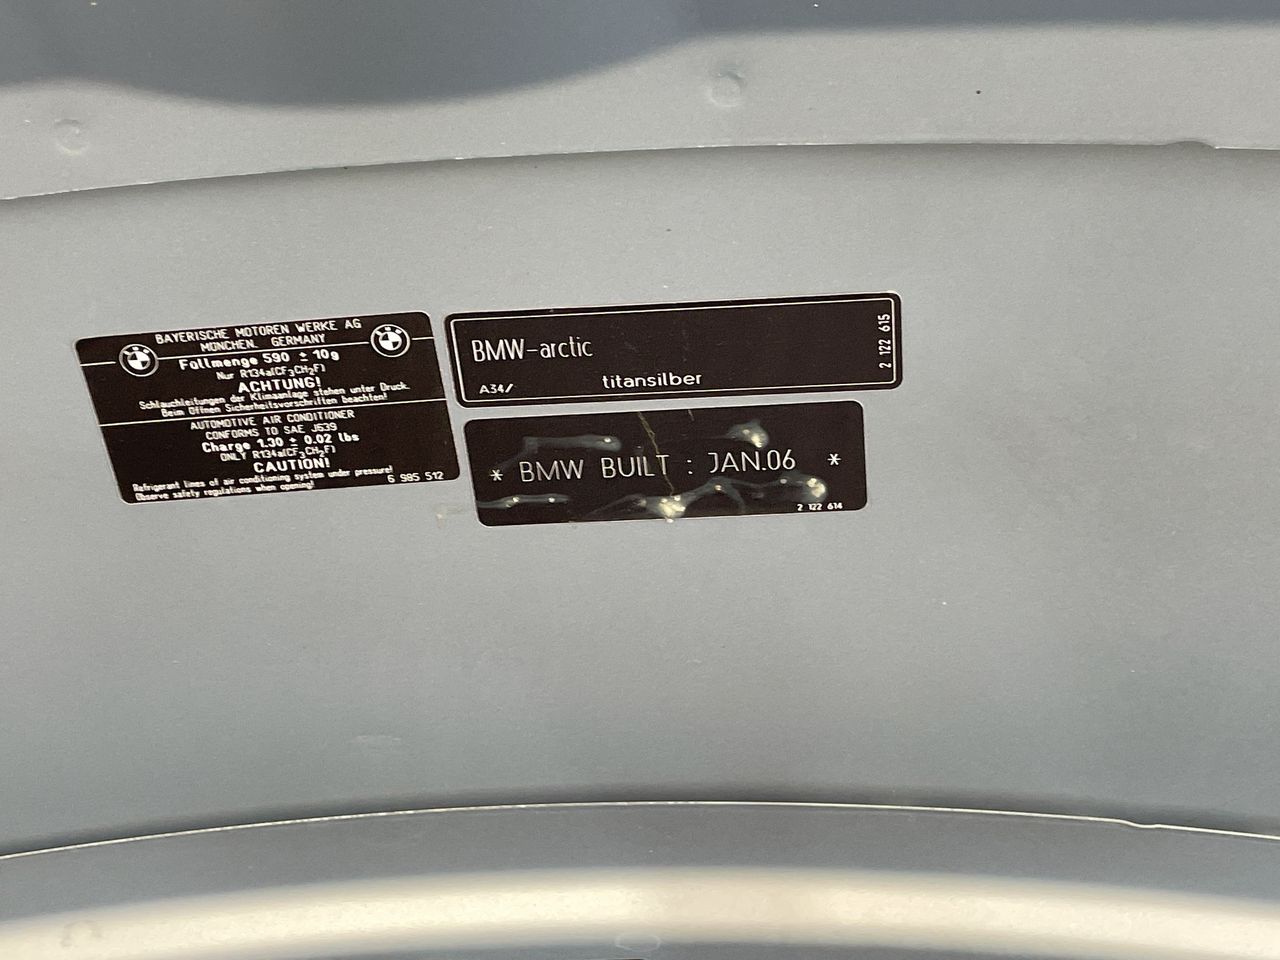 BAYERISCHE MOTOREN WERKE AG
MÜNCHEN, GERMANY
Füllmenge 590 ± 10g
Nur R134a(CF3CH2F)
ACHTUNG!
Schlauchleitungen der Klimaanlage stehen unter Druck.
Beim Öffnen Sicherheitsvorschriften beachten!
AUTOMOTIVE AIR CONDITIONER
CONFORMS TO SAE J639
Charge 1.30 ± 0.02 lbs
ONLY R134a(CF3CH2F)
CAUTION!
Refrigerant lines of air conditioning system under pressure!
Observe safety regulations when opening!
6 985 512
BMW-arctic
A34/ titansilber
2 122 615
* BMW BUILT : JAN.06 *
2 122 614